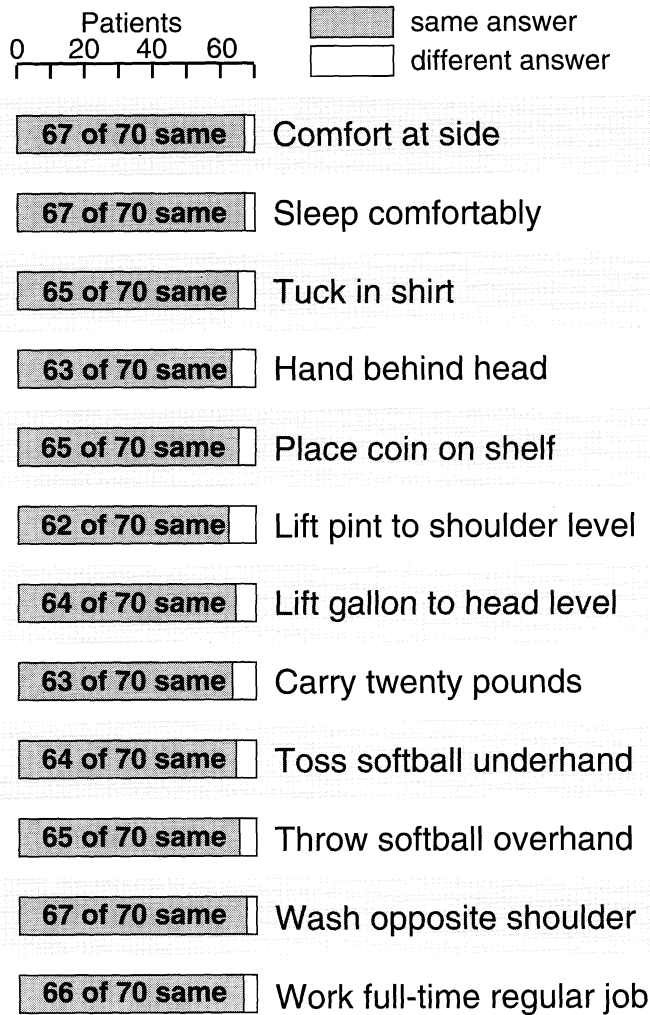 Patients
0 20 40 60
same answer
different answer
67 of 70 same Comfort at side
67 of 70 same Sleep comfortably
65 of 70 same Tuck in shirt
63 of 70 same Hand behind head
65 of 70 same Place coin on shelf
62 of 70 same Lift pint to shoulder level
64 of 70 same Lift gallon to head level
63 of 70 same Carry twenty pounds
64 of 70 same Toss softball underhand
65 of 70 same Throw softball overhand
67 of 70 same Wash opposite shoulder
66 of 70 same Work full-time regular job